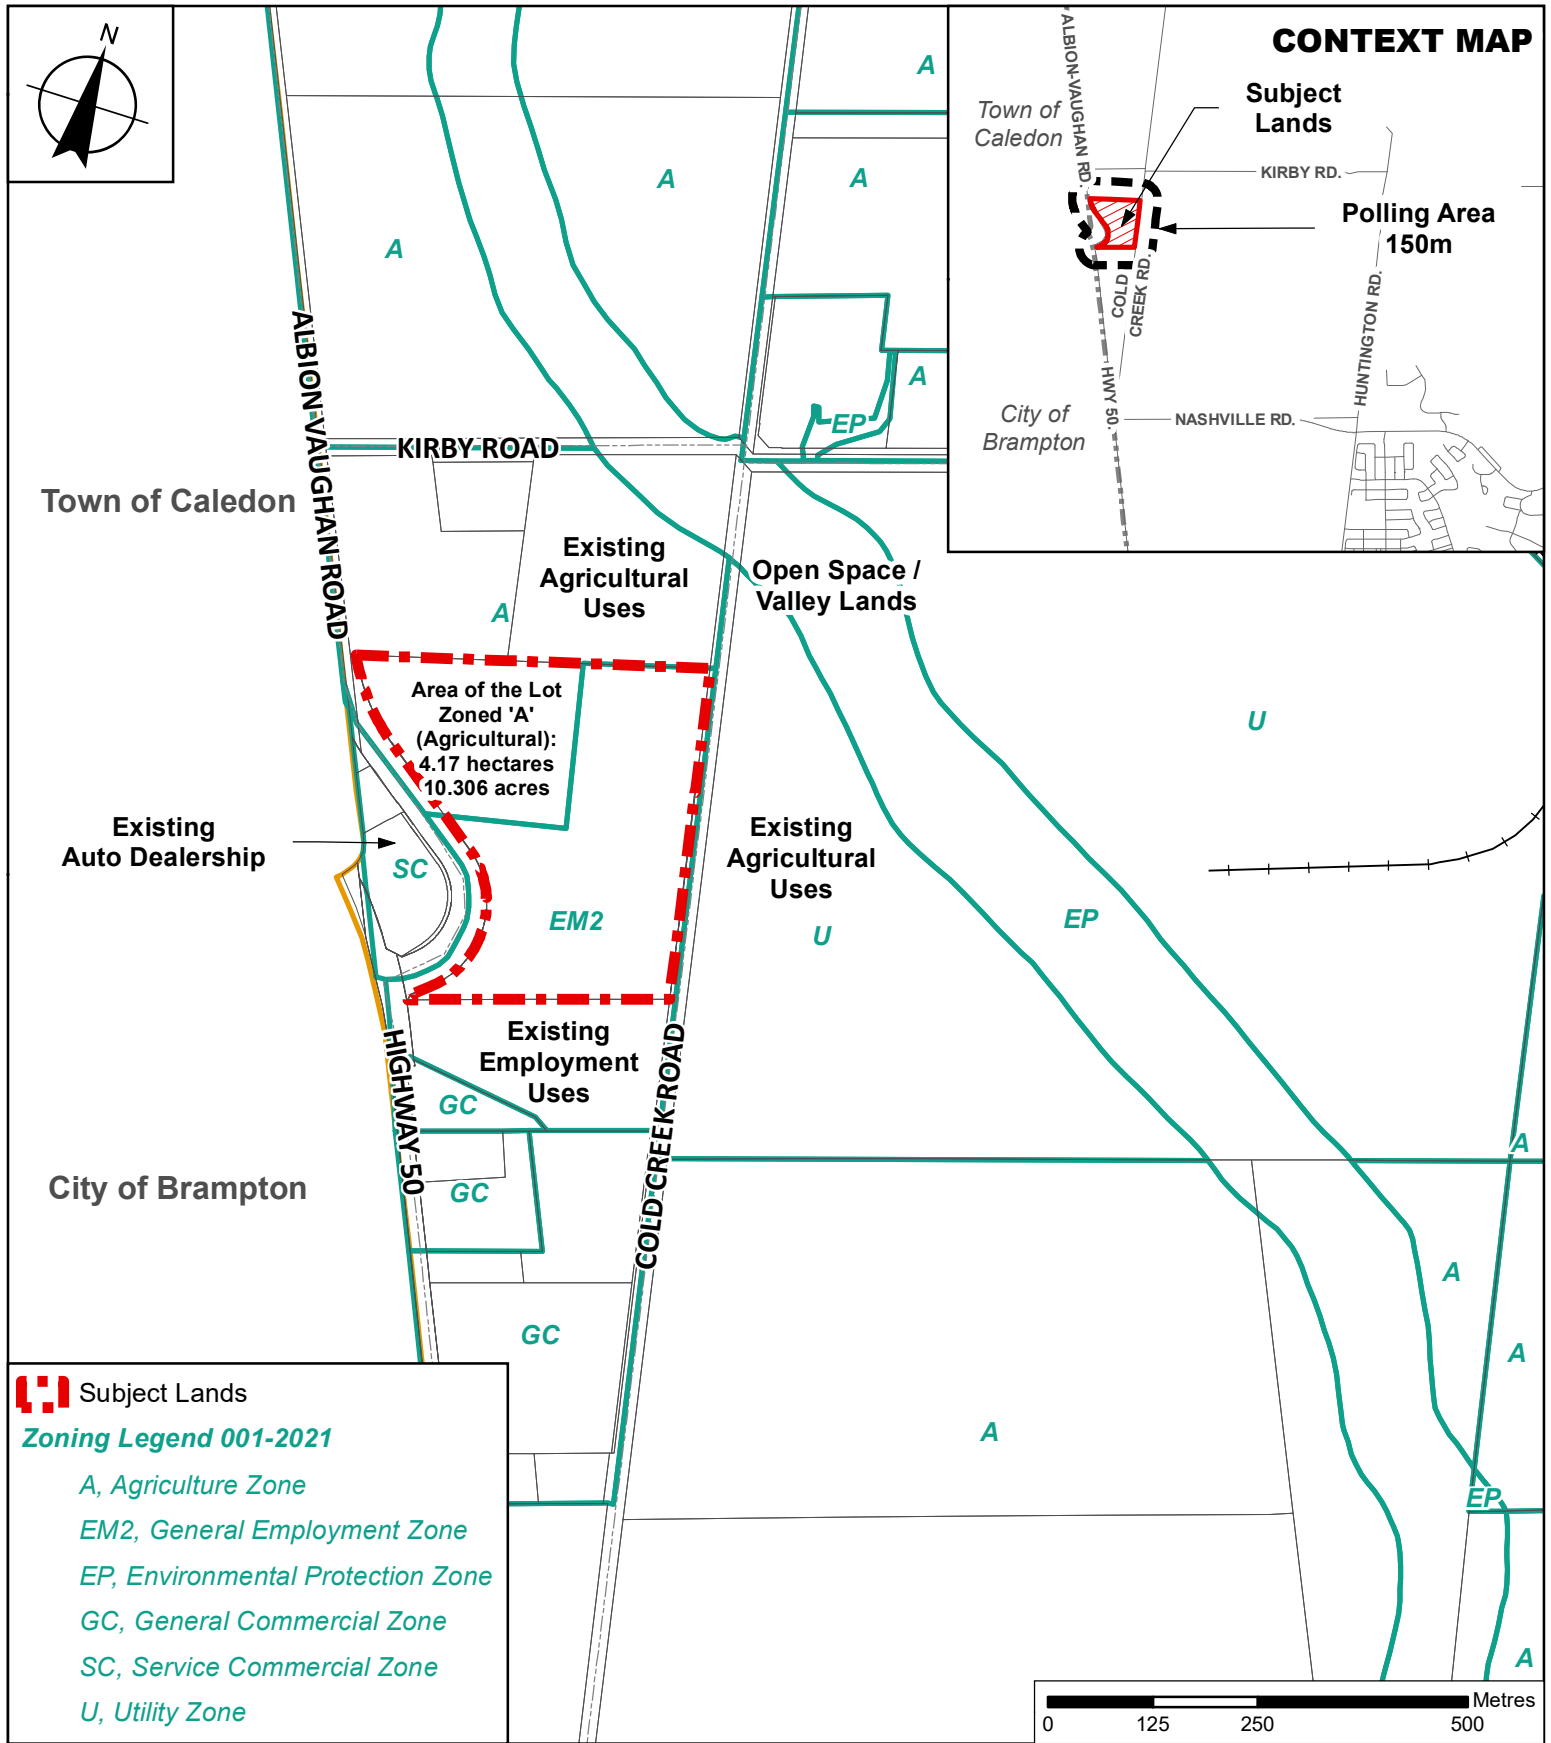 N
CONTEXT MAP
ALBION-VAUGHAN RD.
Town of
Caledon
Subject
Lands
KIRBY RD.
Polling Area
150m
COLD
CREEK RD.
HUNTINGTON RD.
HWY 50.
City of
Brampton
NASHVILLE RD.
A
A
A
A
A
EP
ALBION-VAUGHAN ROAD
KIRBY ROAD
Town of Caledon
Existing
Agricultural
Uses
A
Open Space /
Valley Lands
Area of the Lot
Zoned 'A'
(Agricultural):
4.17 hectares
10.306 acres
U
Existing
Auto Dealership
SC
EM2
Existing
Agricultural
Uses
U
EP
Existing
Employment
Uses
HIGHWAY 50
COLD CREEK ROAD
GC
City of Brampton
GC
GC
A
A
A
A
EP
A
Subject Lands
Zoning Legend 001-2021
A, Agriculture Zone
EM2, General Employment Zone
EP, Environmental Protection Zone
GC, General Commercial Zone
SC, Service Commercial Zone
U, Utility Zone
Metres
0 125 250 500